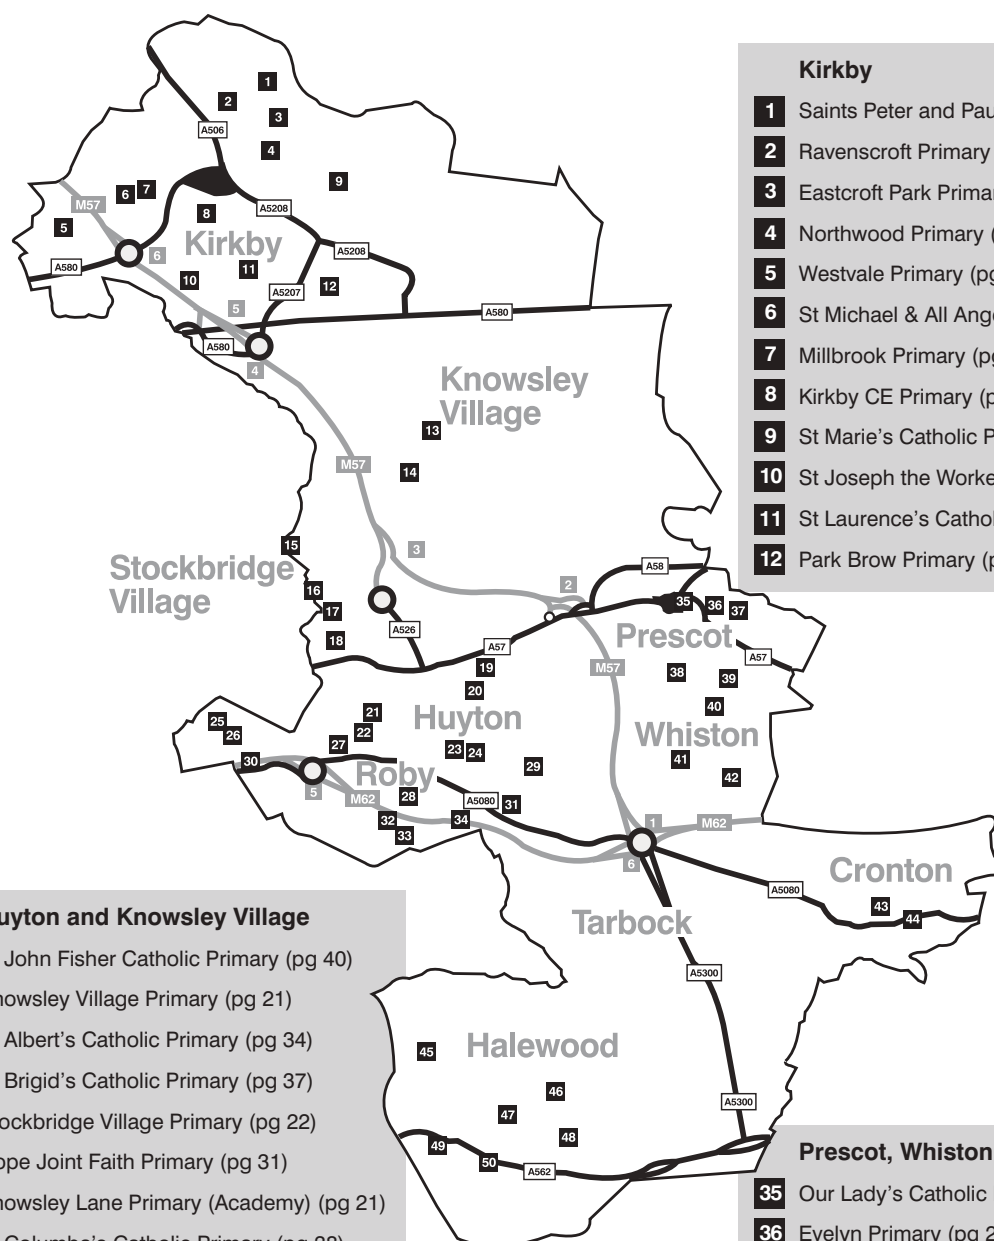 Kirkby
1 Saints Peter and Pau
2 Ravenscroft Primary
3 Eastcroft Park Primar
4 Northwood Primary (
5 Westvale Primary (pg
6 St Michael & All Ange
7 Millbrook Primary (pg
8 Kirkby CE Primary (p
9 St Marie's Catholic P
10 St Joseph the Worke
11 St Laurence's Cathol
12 Park Brow Primary (p
1
2
3
A506
4
9
6 7
M57
8
A5208
5
Kirkby
A5208
6
A580
11
10
12
A5207
5
A580
A580
4
Knowsley
Village
13
M57
14
15
3
Stockbridge
Village
A58
2
16
35 36 37
17
A526
18
Prescot
A57
A57
19
M57
38
39
20
40
21
25
Huyton
22
26
Whiston
27
23 24
41
30
29
Roby
42
5
M62
28
A5080
31
32
34
33
1
M62
6
Cronton
A5080
43
44
Tarbock
A5300
45
Halewood
46
47
A5300
48
49
50
A562
uyton and Knowsley Village
John Fisher Catholic Primary (pg 40)
nowsley Village Primary (pg 21)
Albert's Catholic Primary (pg 34)
Brigid's Catholic Primary (pg 37)
tockbridge Village Primary (pg 22)
ope Joint Faith Primary (pg 31)
nowsley Lane Primary (Academy) (pg 21)
Columba's Catholic Primary (pg 38)
Prescot, Whiston
35 Our Lady's Catholic
36 Evelyn Primary (pg 2